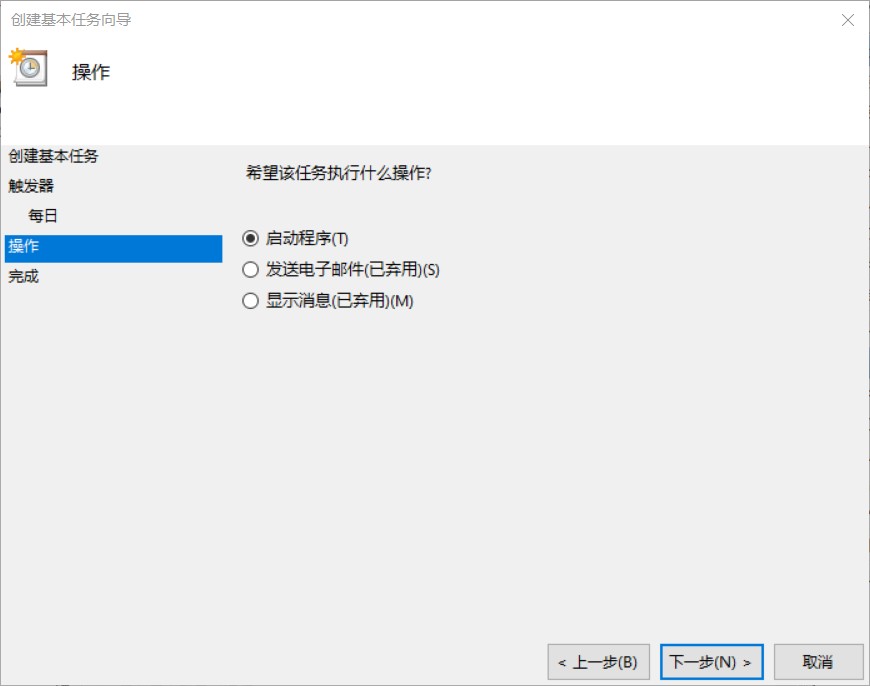 创建基本任务向导
操作
创建基本任务
触发器
每日
操作
完成
希望该任务执行什么操作?
启动程序(T)
发送电子邮件(已弃用)(S)
显示消息(已弃用)(M)
< 上一步(B)
下一步(N) >
取消